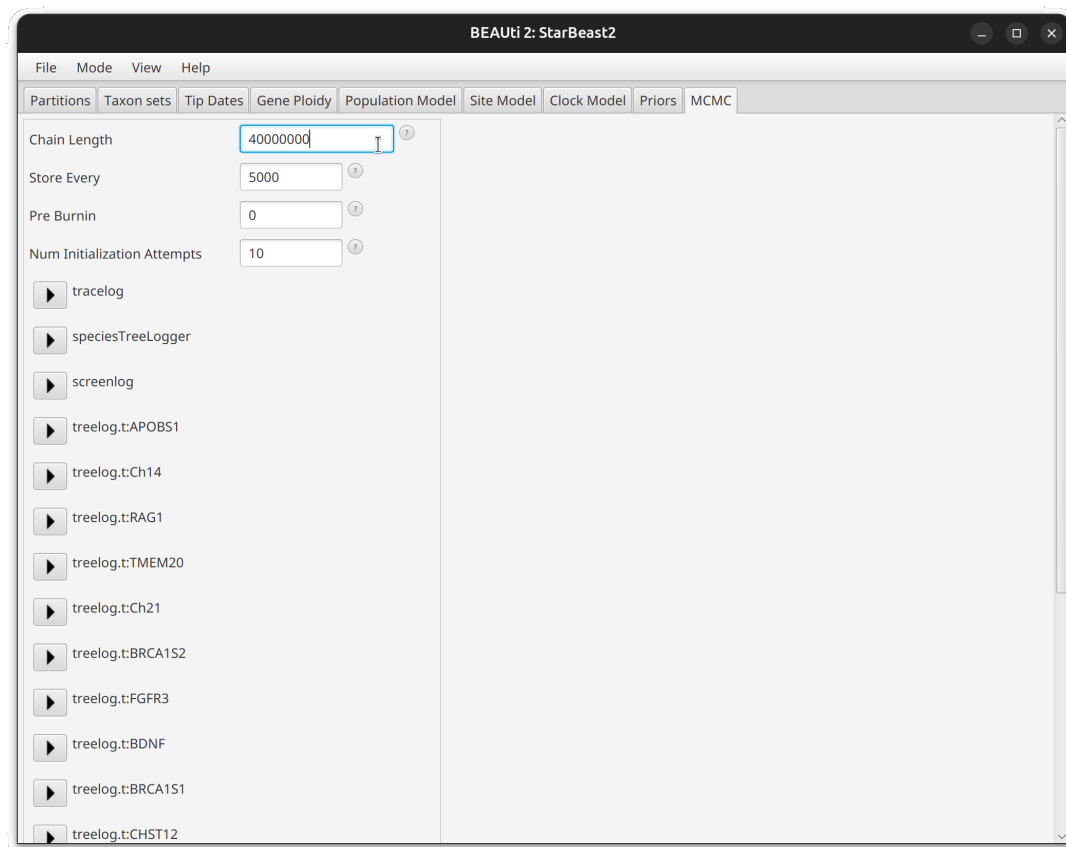 BEAUti 2: StarBeast2
File Mode View Help
Partitions Taxon sets Tip Dates Gene Ploidy Population Model Site Model Clock Model Priors MCMC
Chain Length 40000000 ?
Store Every 5000 ?
Pre Burnin 0 ?
Num Initialization Attempts 10 ?
tracelog
speciesTreeLogger
screenlog
treelog.t:APOBS1
treelog.t:Ch14
treelog.t:RAG1
treelog.t:TMEM20
treelog.t:Ch21
treelog.t:BRCA1S2
treelog.t:FGFR3
treelog.t:BDNF
treelog.t:BRCA1S1
treelog.t:CHST12